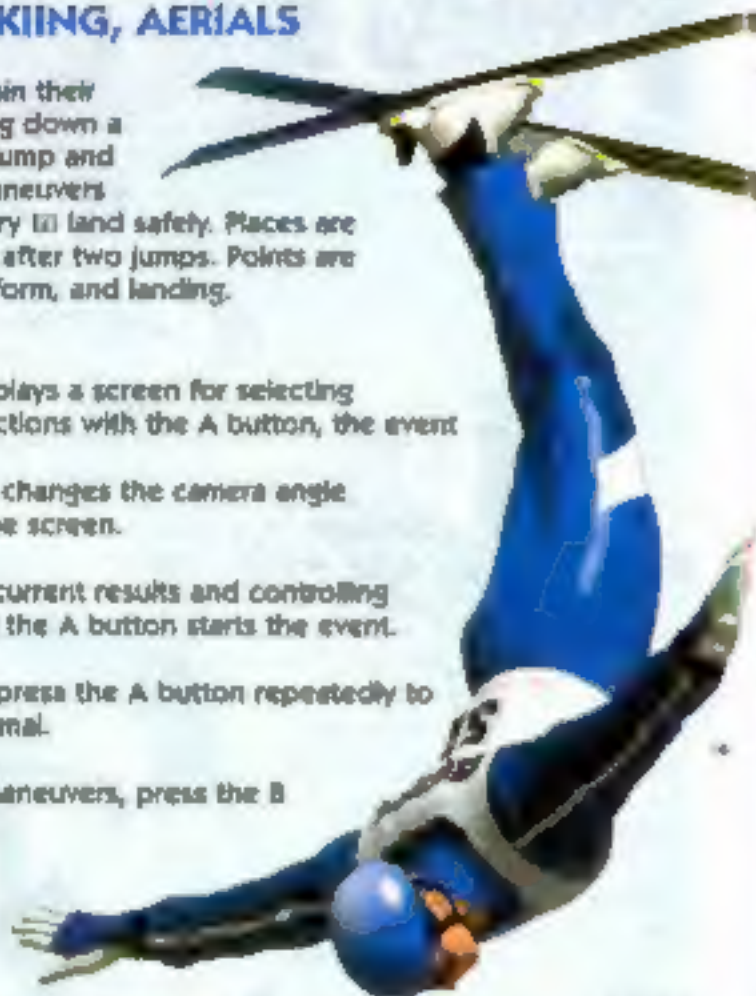 KIING, AERIALS
in their
g down a
ump and
aneuvers
ry to land safely. Places are
after two jumps. Points are
form, and landing.
plays a screen for selecting
ctions with the A button, the event
changes the camera angle
e screen.
current results and controlling
the A button starts the event.
press the A button repeatedly to
mal.
aneuvers, press the B